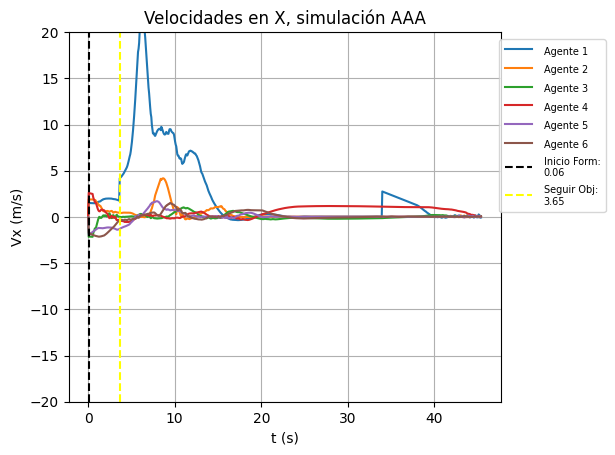 Velocidades en X, simulación AAA
20
15
10
5
0
−5
−10
−15
−20
Vx (m/s)
0
10
20
30
40
t (s)
Agente 1
Agente 2
Agente 3
Agente 4
Agente 5
Agente 6
Inicio Form:
0.06
Seguir Obj:
3.65